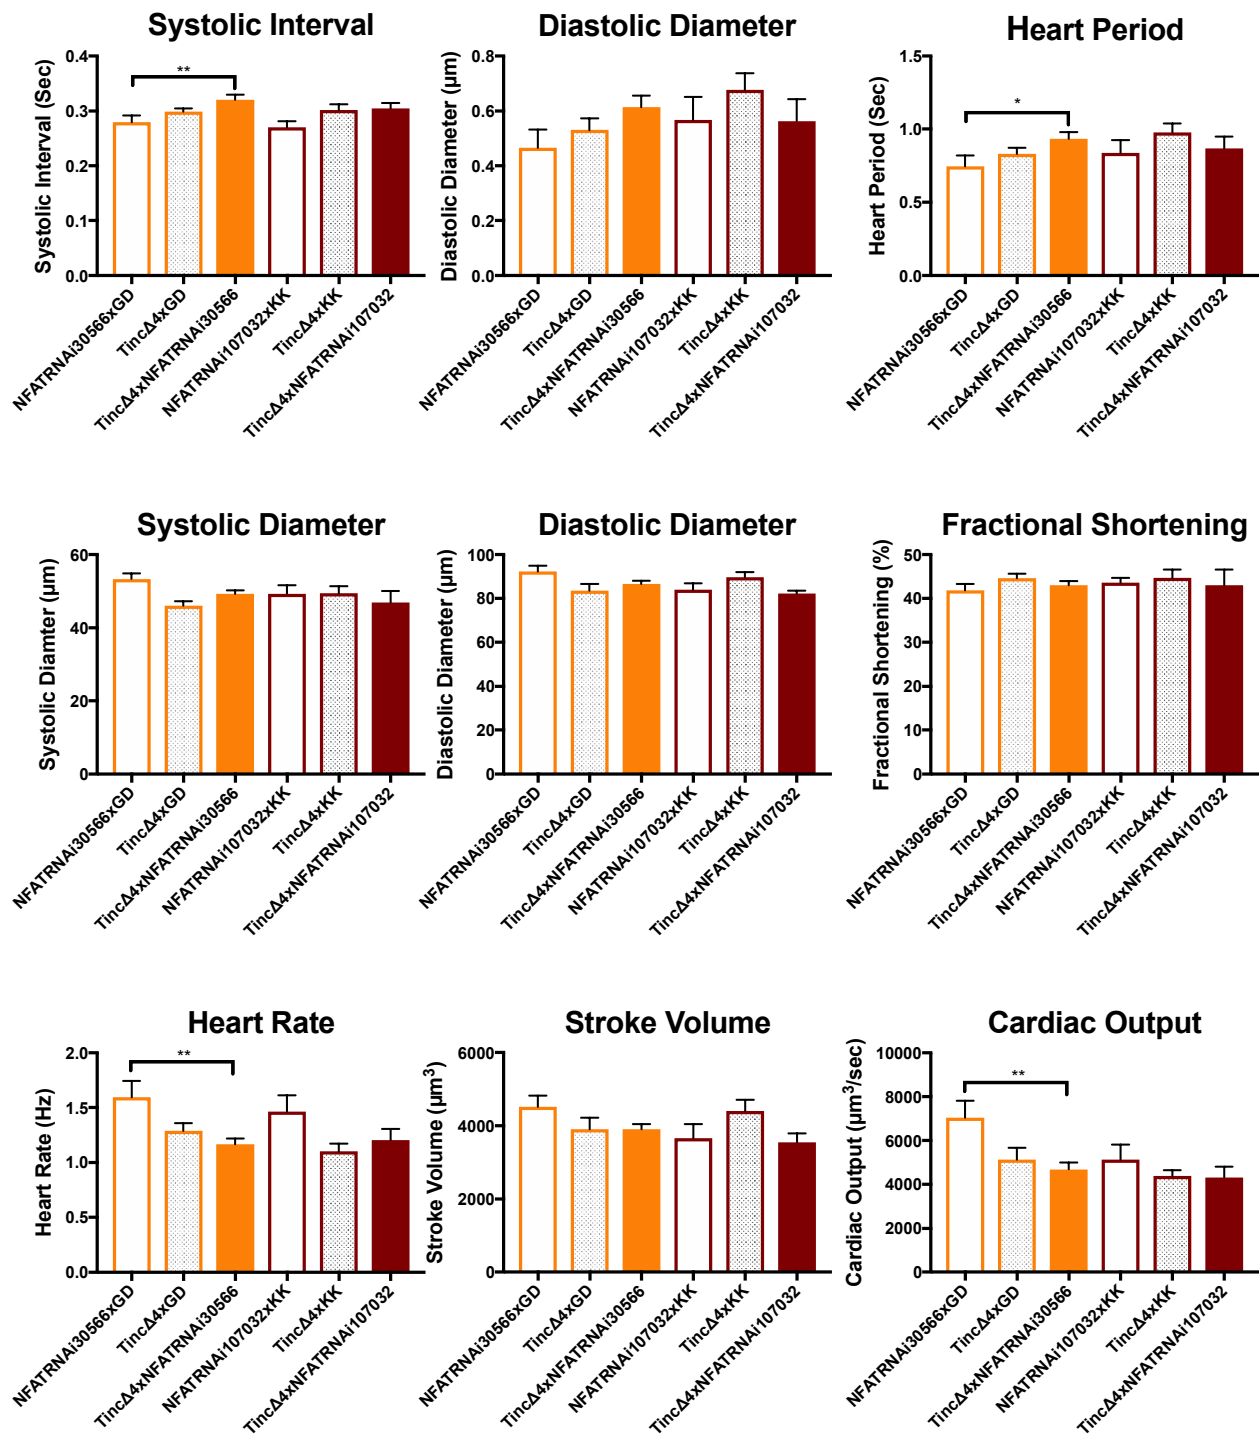 Systolic Interval
Systolic Interval (Sec)
0.4
0.3
0.2
0.1
0.0
**
NFATRNAi30566xGD
TincΔ4xGD
TincΔ4xNFATRNAi30566
NFATRNAi107032xKK
TincΔ4xKK
TincΔ4xNFATRNAi107032
Diastolic Diameter
Diastolic Diameter (µm)
0.8
0.6
0.4
0.2
0.0
NFATRNAi30566xGD
TincΔ4xGD
TincΔ4xNFATRNAi30566
NFATRNAi107032xKK
TincΔ4xKK
TincΔ4xNFATRNAi107032
Heart Period
Heart Period (Sec)
1.5
1.0
0.5
0.0
*
NFATRNAi30566xGD
TincΔ4xGD
TincΔ4xNFATRNAi30566
NFATRNAi107032xKK
TincΔ4xKK
TincΔ4xNFATRNAi107032
Systolic Diameter
Systolic Diamter (µm)
60
40
20
0
NFATRNAi30566xGD
TincΔ4xGD
TincΔ4xNFATRNAi30566
NFATRNAi107032xKK
TincΔ4xKK
TincΔ4xNFATRNAi107032
Diastolic Diameter
Diastolic Diameter (µm)
100
80
60
40
20
0
NFATRNAi30566xGD
TincΔ4xGD
TincΔ4xNFATRNAi30566
NFATRNAi107032xKK
TincΔ4xKK
TincΔ4xNFATRNAi107032
Fractional Shortening
Fractional Shortening (%)
50
40
30
20
10
0
NFATRNAi30566xGD
TincΔ4xGD
TincΔ4xNFATRNAi30566
NFATRNAi107032xKK
TincΔ4xKK
TincΔ4xNFATRNAi107032
Heart Rate
Heart Rate (Hz)
2.0
1.5
1.0
0.5
0.0
**
NFATRNAi30566xGD
TincΔ4xGD
TincΔ4xNFATRNAi30566
NFATRNAi107032xKK
TincΔ4xKK
TincΔ4xNFATRNAi107032
Stroke Volume
Stroke Volume (µm³)
6000
4000
2000
0
NFATRNAi30566xGD
TincΔ4xGD
TincΔ4xNFATRNAi30566
NFATRNAi107032xKK
TincΔ4xKK
TincΔ4xNFATRNAi107032
Cardiac Output
Cardiac Output (µm³/sec)
10000
8000
6000
4000
2000
0
**
NFATRNAi30566xGD
TincΔ4xGD
TincΔ4xNFATRNAi30566
NFATRNAi107032xKK
TincΔ4xKK
TincΔ4xNFATRNAi107032